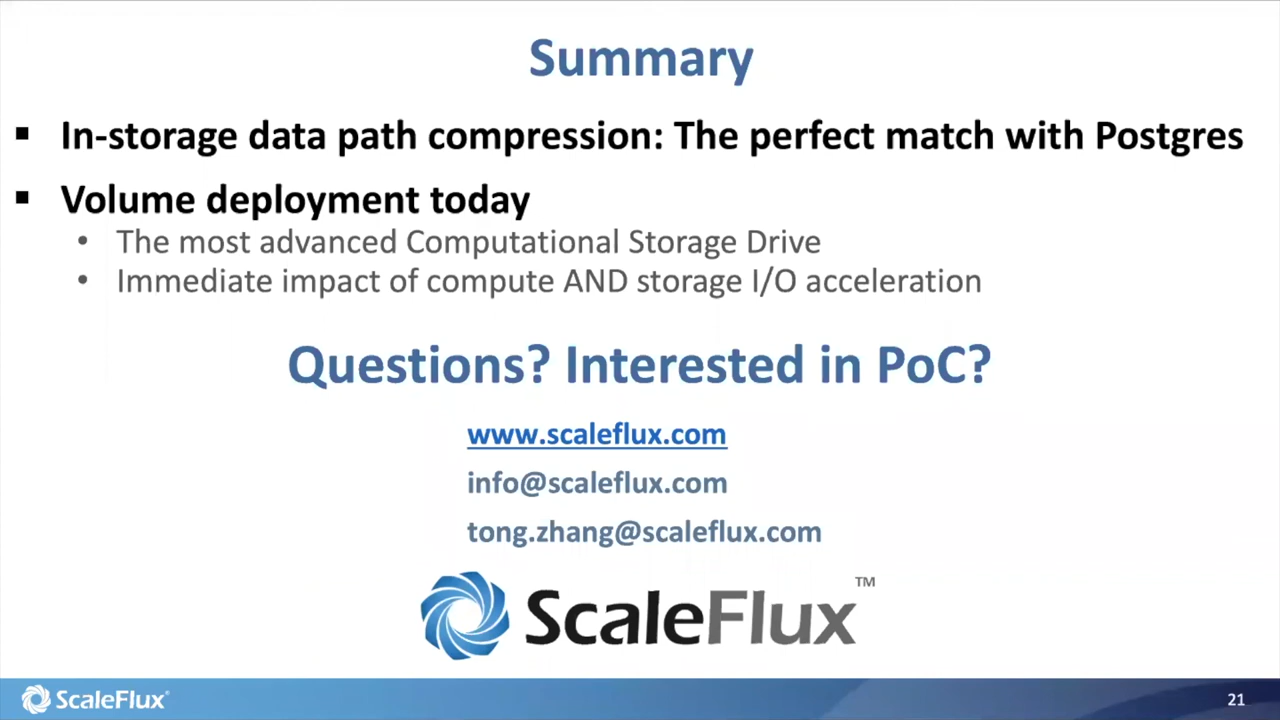 Summary
▪ In-storage data path compression: The perfect match with Postgres
▪ Volume deployment today
• The most advanced Computational Storage Drive
• Immediate impact of compute AND storage I/O acceleration
Questions? Interested in PoC?
www.scaleflux.com
info@scaleflux.com
tong.zhang@scaleflux.com
ScaleFlux™
ScaleFlux®
21